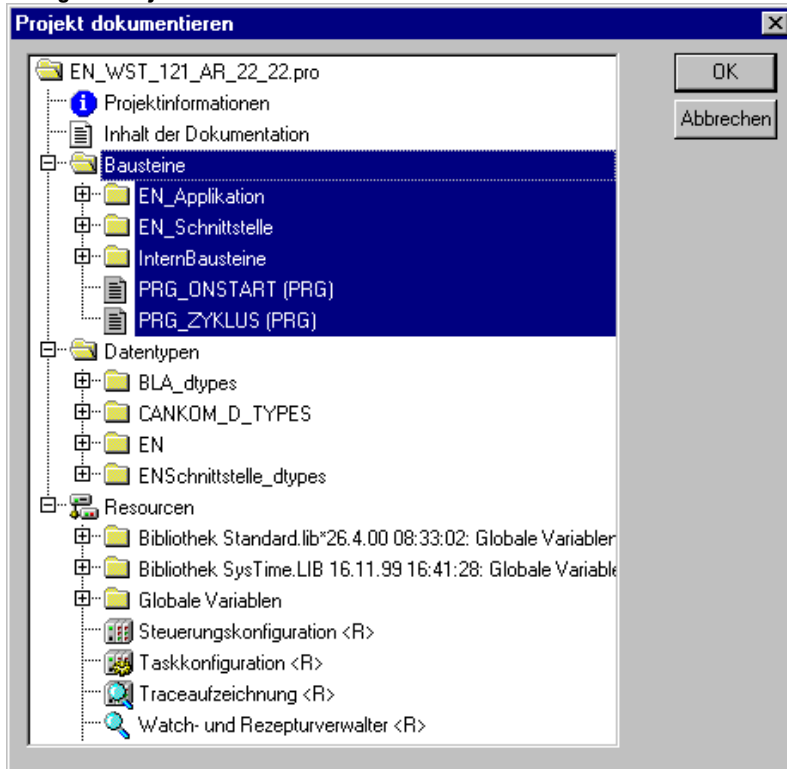 Projekt dokumentieren
EN_WST_121_AR_22_22.pro
OK
Projektinformationen
Abbrechen
Inhalt der Dokumentation
Bausteine
EN_Applikation
EN_Schnittstelle
InternBausteine
PRG_ONSTART (PRG)
PRG_ZYKLUS (PRG)
Datentypen
BLA_dtypes
CANKOM_D_TYPES
EN
ENSchnittstelle_dtypes
Resourcen
Bibliothek Standard.lib*26.4.00 08:33:02: Globale Variablen
Bibliothek SysTime.LIB 16.11.99 16:41:28: Globale Variable
Globale Variablen
Steuerungskonfiguration <R>
Taskkonfiguration <R>
Traceaufzeichnung <R>
Watch- und Rezepturverwalter <R>